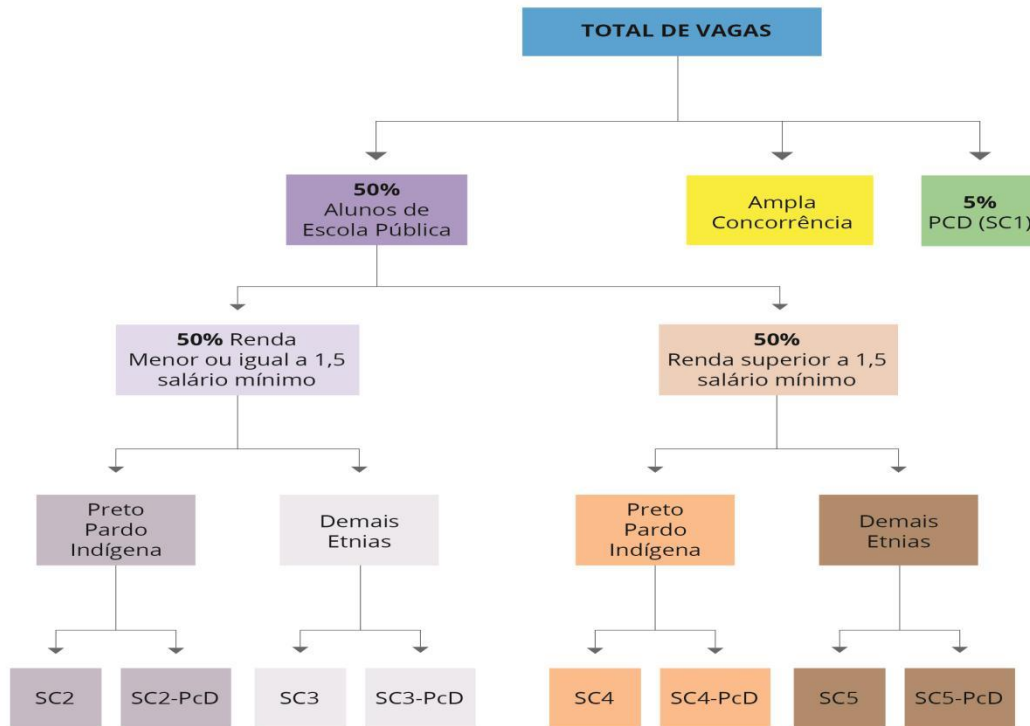 TOTAL DE VAGAS
50%
Alunos de
Escola Pública
Ampla
Concorrência
5%
PCD (SC1)
50% Renda
Menor ou igual a 1,5
salário mínimo
50%
Renda superior a 1,5
salário mínimo
Preto
Pardo
Indígena
Demais
Etnias
Preto
Pardo
Indígena
Demais
Etnias
SC2
SC2-PcD
SC3
SC3-PcD
SC4
SC4-PcD
SC5
SC5-PcD